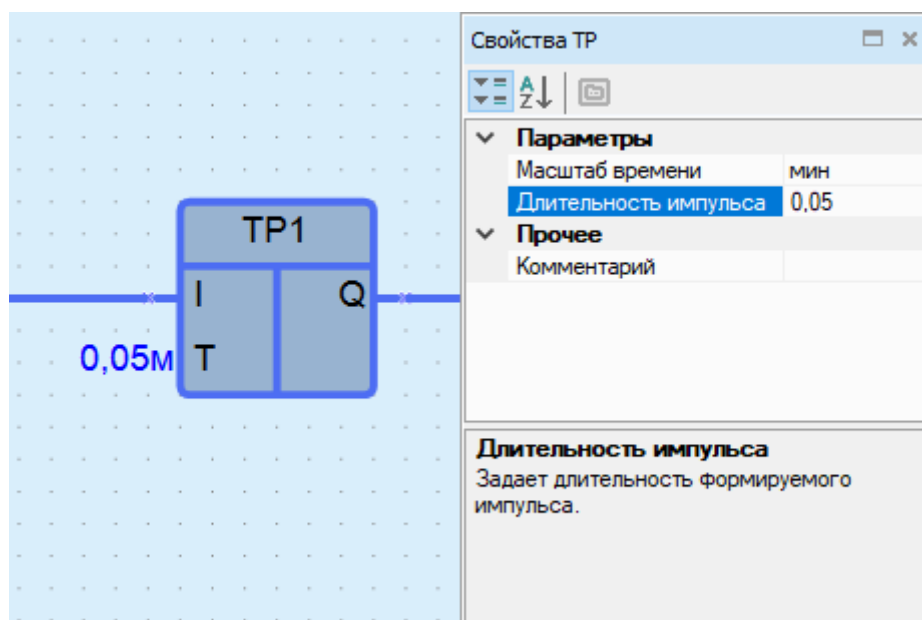 Свойства TP
Параметры
Масштаб времени мин
Длительность импульса 0,05
Прочее
Комментарий
TP1
I Q
0,05м T
Длительность импульса
Задает длительность формируемого
импульса.